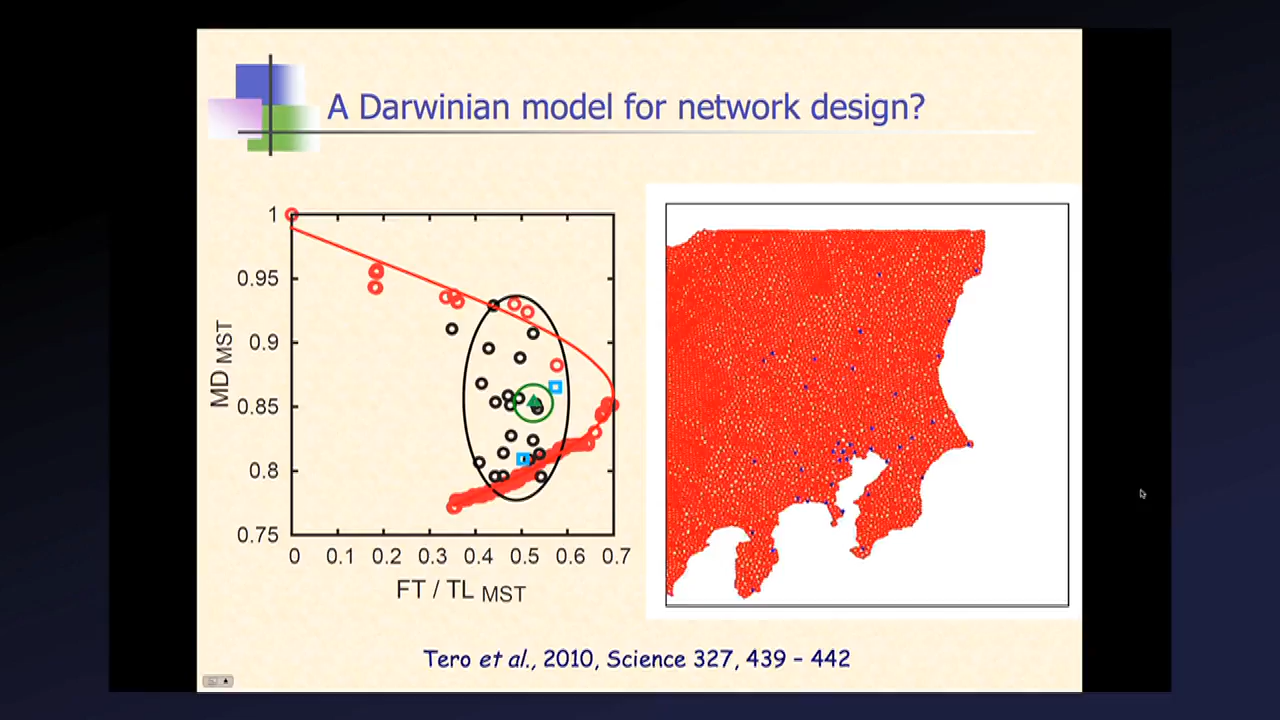 A Darwinian model for network design?
1
0.95
0.9
0.85
0.8
0.75
MD MST
0 0.1 0.2 0.3 0.4 0.5 0.6 0.7
FT / TL MST
Tero et al., 2010, Science 327, 439 – 442